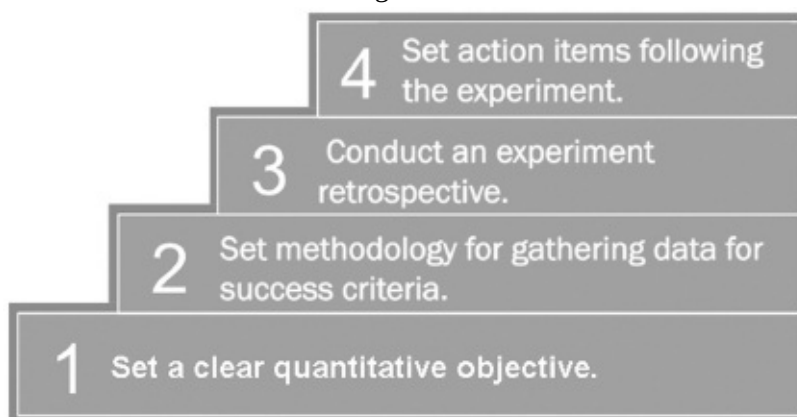 4 Set action items following
the experiment.
3 Conduct an experiment
retrospective.
2 Set methodology for gathering data for
success criteria.
1 Set a clear quantitative objective.